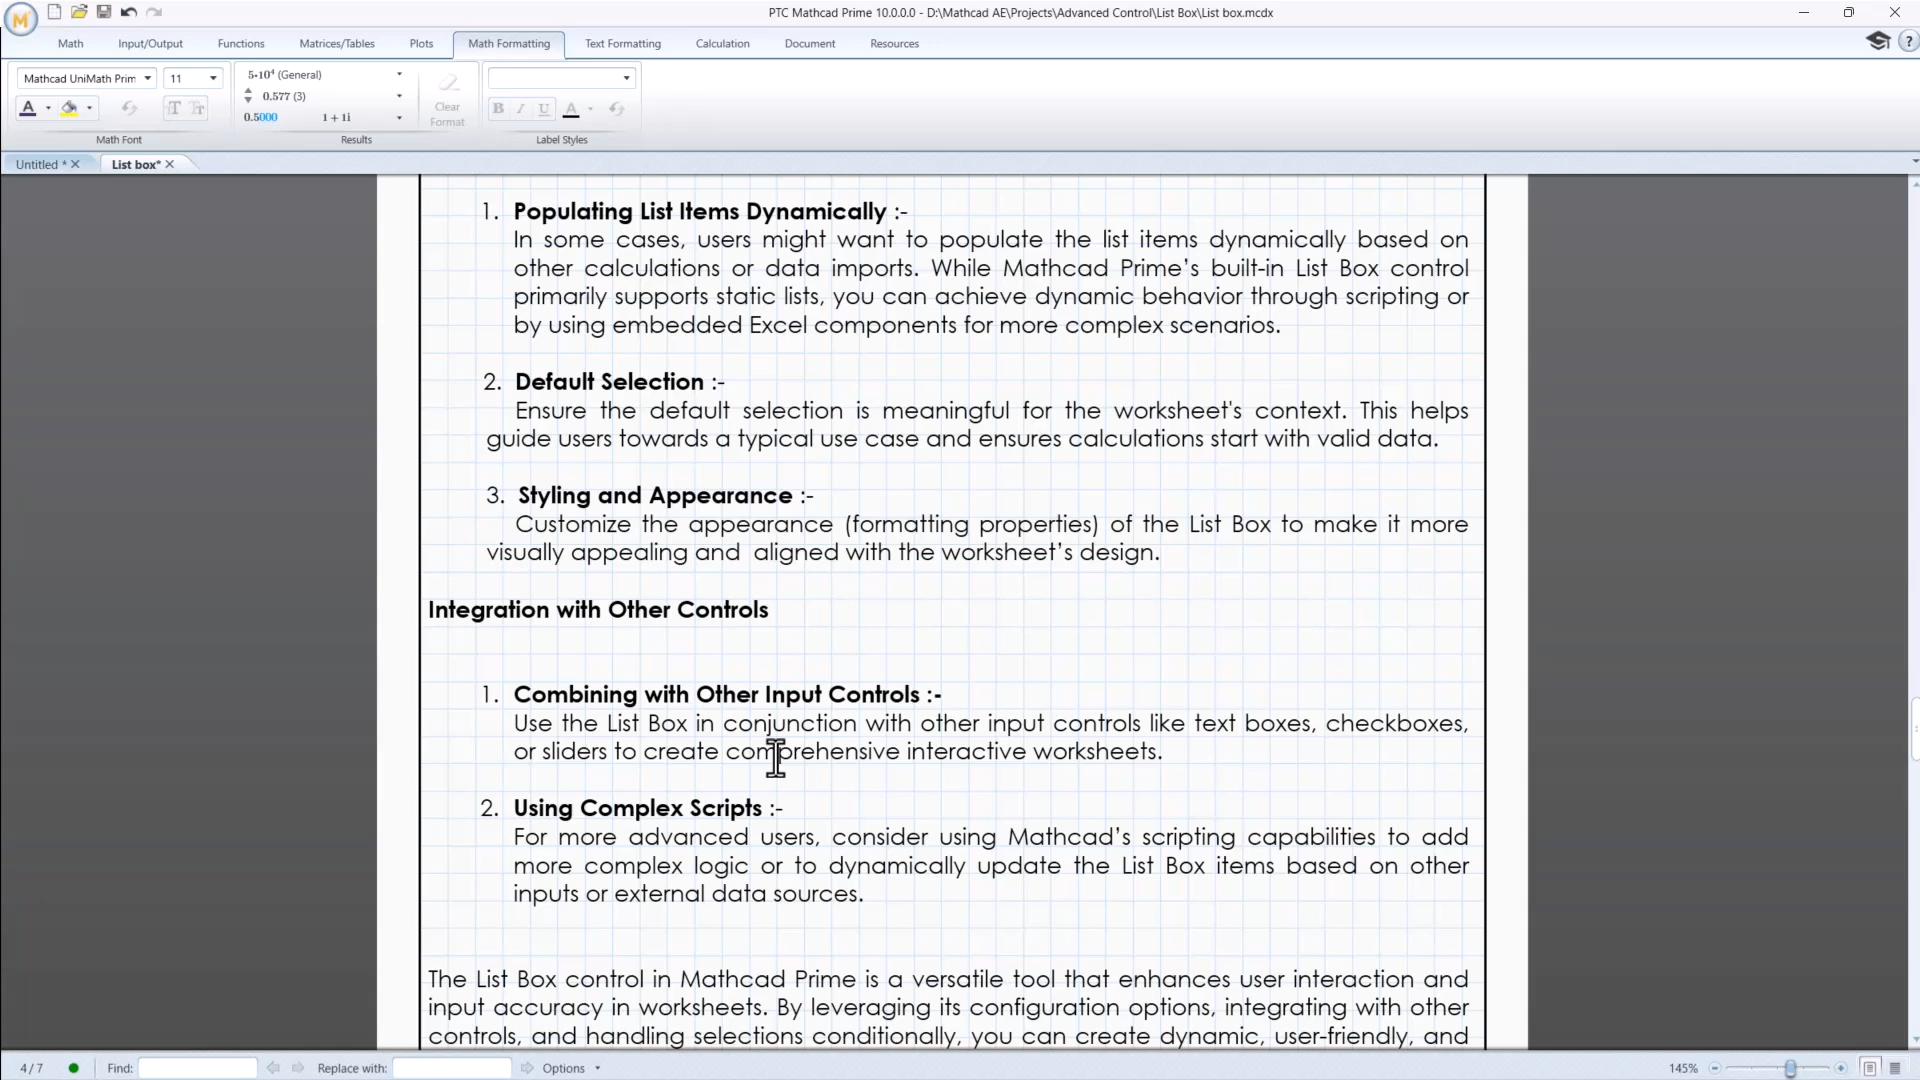 PTC Mathcad Prime 10.0.0.0 - D:\Mathcad AE\Projects\Advanced Control\List Box\List box.mcdx
Math Input/Output Functions Matrices/Tables Plots Math Formatting Text Formatting Calculation Document Resources
Mathcad UniMath Prim 11
5•10⁴ (General)
0.577 (3)
0.5000 1 + 1i
Clear
Format
B I U A
Math Font Results Label Styles
Untitled * List box*
1. Populating List Items Dynamically :-
In some cases, users might want to populate the list items dynamically based on
other calculations or data imports. While Mathcad Prime’s built-in List Box control
primarily supports static lists, you can achieve dynamic behavior through scripting or
by using embedded Excel components for more complex scenarios.
2. Default Selection :-
Ensure the default selection is meaningful for the worksheet's context. This helps
guide users towards a typical use case and ensures calculations start with valid data.
3. Styling and Appearance :-
Customize the appearance (formatting properties) of the List Box to make it more
visually appealing and aligned with the worksheet’s design.
Integration with Other Controls
1. Combining with Other Input Controls :-
Use the List Box in conjunction with other input controls like text boxes, checkboxes,
or sliders to create comprehensive interactive worksheets.
2. Using Complex Scripts :-
For more advanced users, consider using Mathcad’s scripting capabilities to add
more complex logic or to dynamically update the List Box items based on other
inputs or external data sources.
The List Box control in Mathcad Prime is a versatile tool that enhances user interaction and
input accuracy in worksheets. By leveraging its configuration options, integrating with other
controls, and handling selections conditionally, you can create dynamic, user-friendly, and
4 / 7 Find: Replace with: Options 145%